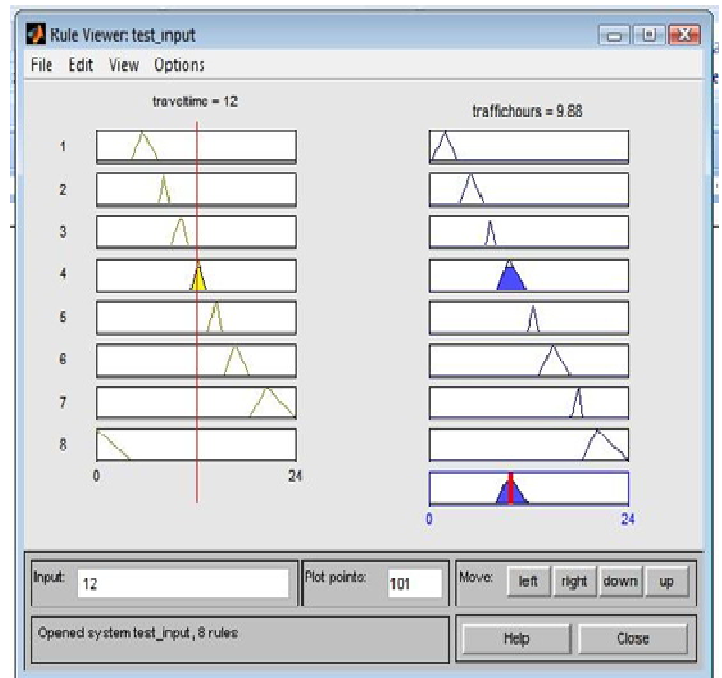 Rule Viewer: test_input
File Edit View Options
traveltime = 12
traffichours = 9.88
1
2
3
4
5
6
7
8
0 24
0 24
Input: 12
Plot points: 101
Move: left right down up
Opened system test_input, 8 rules
Help Close